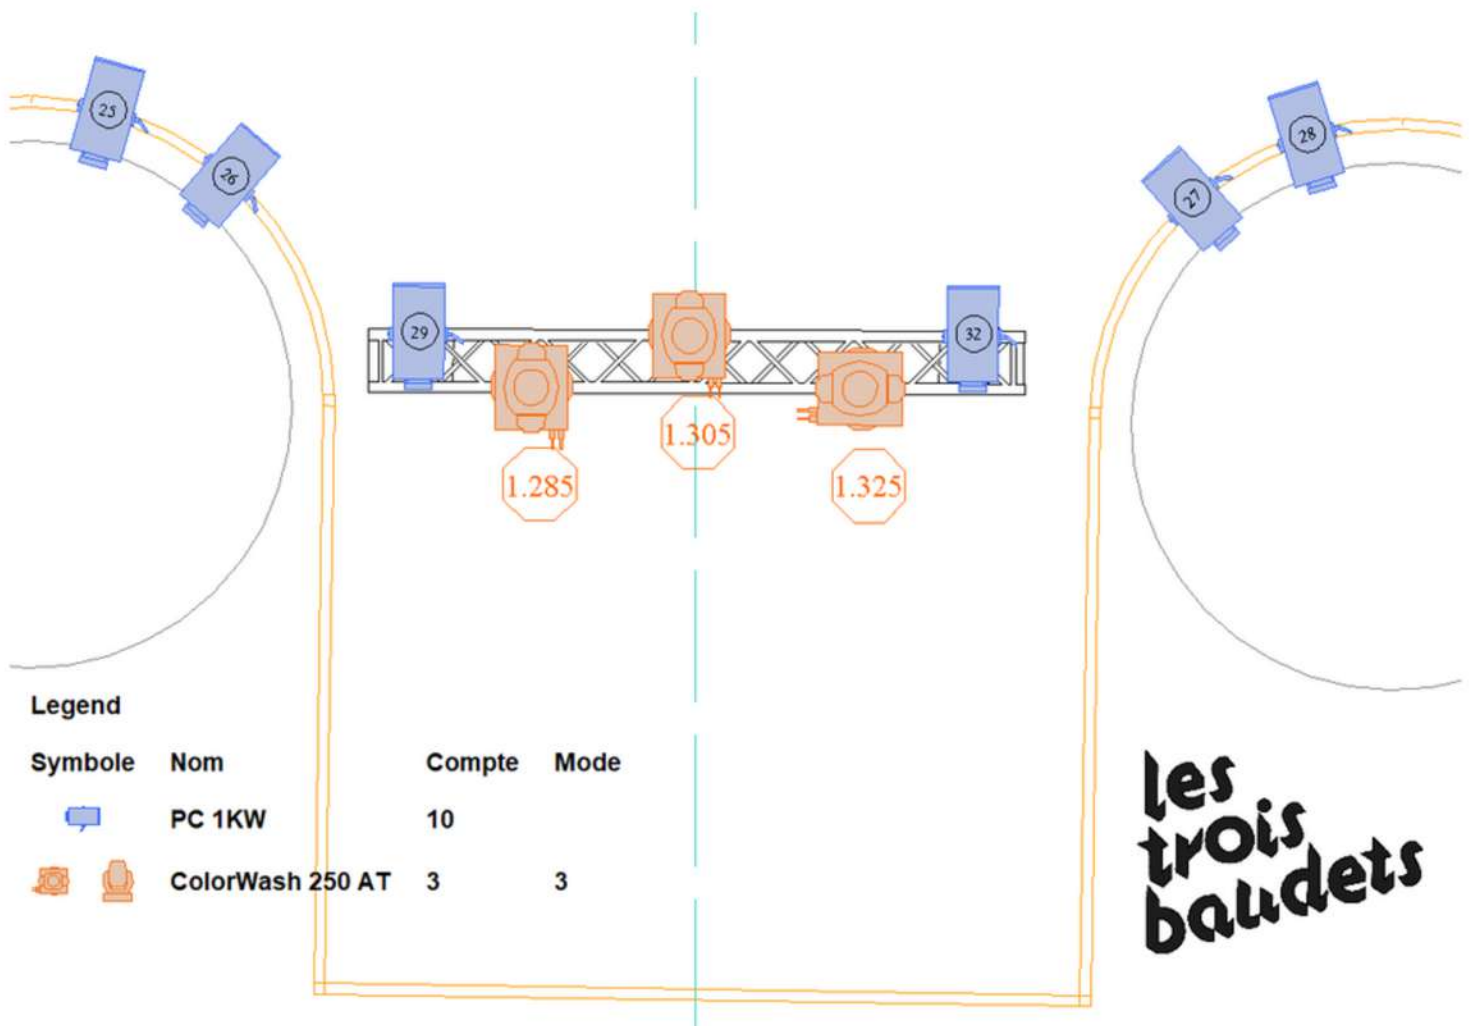 25
26
27
28
29
32
1.305
1.285
1.325
Legend
Symbole Nom Compte Mode
PC 1KW 10
ColorWash 250 AT 3 3
les
trois
baudets